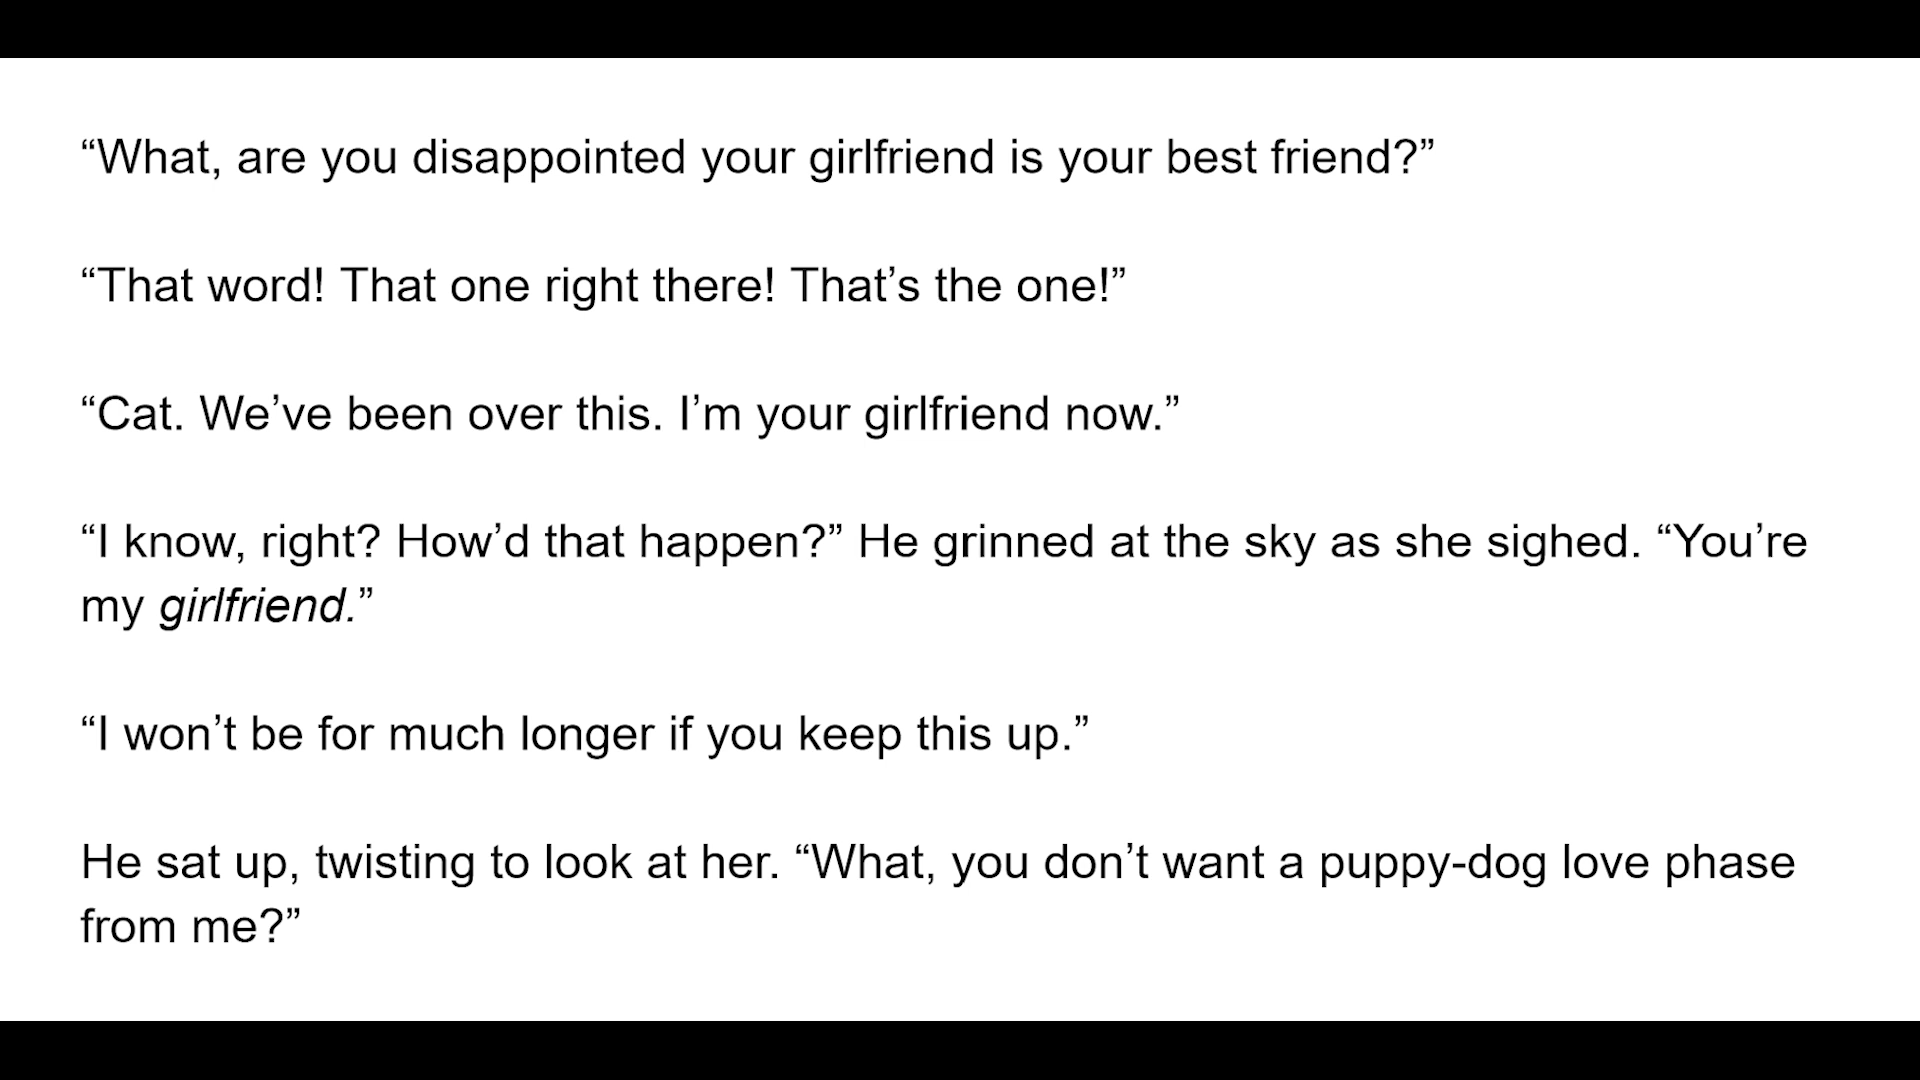 “What, are you disappointed your girlfriend is your best friend?”
“That word! That one right there! That’s the one!”
“Cat. We’ve been over this. I’m your girlfriend now.”
“I know, right? How’d that happen?” He grinned at the sky as she sighed. “You’re
my girlfriend.”
“I won’t be for much longer if you keep this up.”
He sat up, twisting to look at her. “What, you don’t want a puppy-dog love phase
from me?”